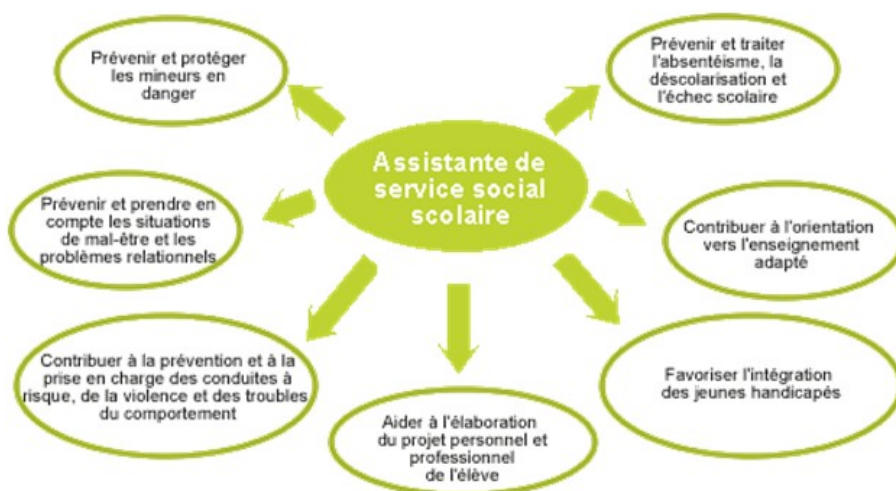 Assistante de
service social
scolaire
Prévenir et protéger
les mineurs en
danger
Prévenir et traiter
l'absentéisme, la
déscolarisation et
l'échec scolaire
Prévenir et prendre en
compte les situations
de mal-être et les
problèmes relationnels
Contribuer à l'orientation
vers l'enseignement
adapté
Contribuer à la prévention et à la
prise en charge des conduites à
risque, de la violence et des troubles
du comportement
Aider à l'élaboration
du projet personnel et
professionnel
de l'élève
Favoriser l'intégration
des jeunes handicapés